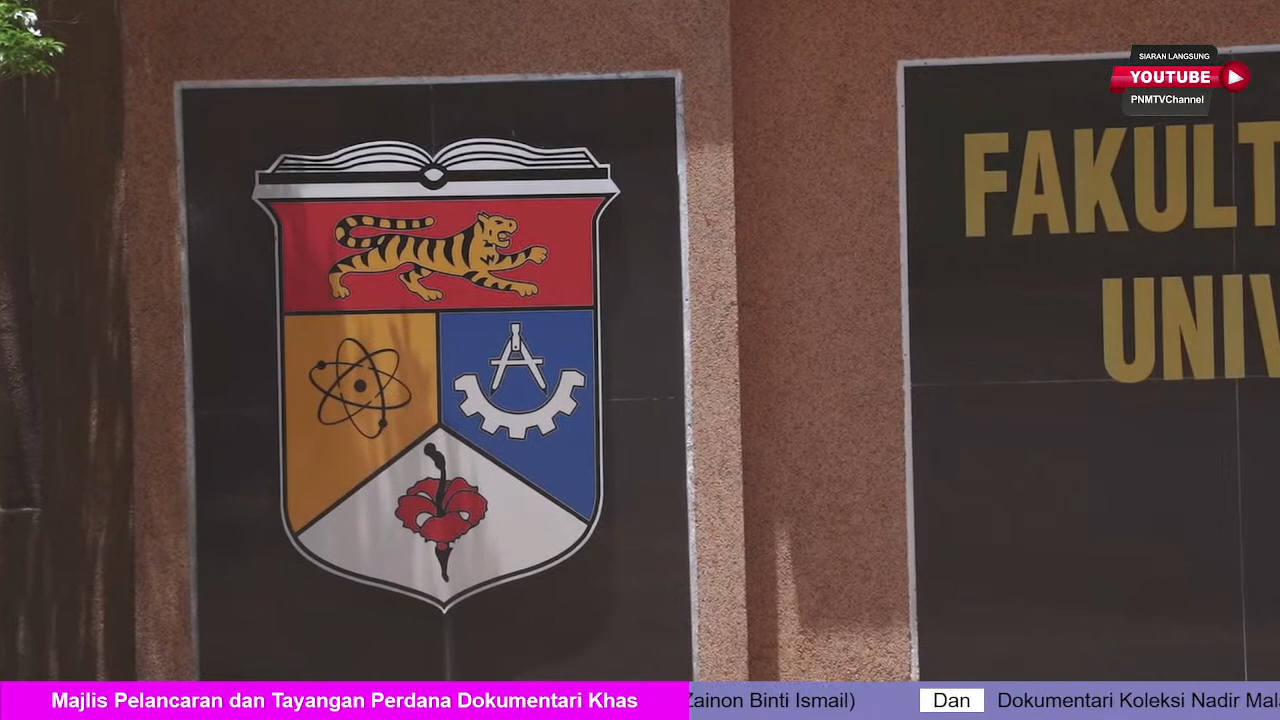 SIARAN LANGSUNG
YOUTUBE
PNMTVChannel
FAKULT
UNIV
Majlis Pelancaran dan Tayangan Perdana Dokumentari Khas
Zainon Binti Ismail)
Dan
Dokumentari Koleksi Nadir Mal